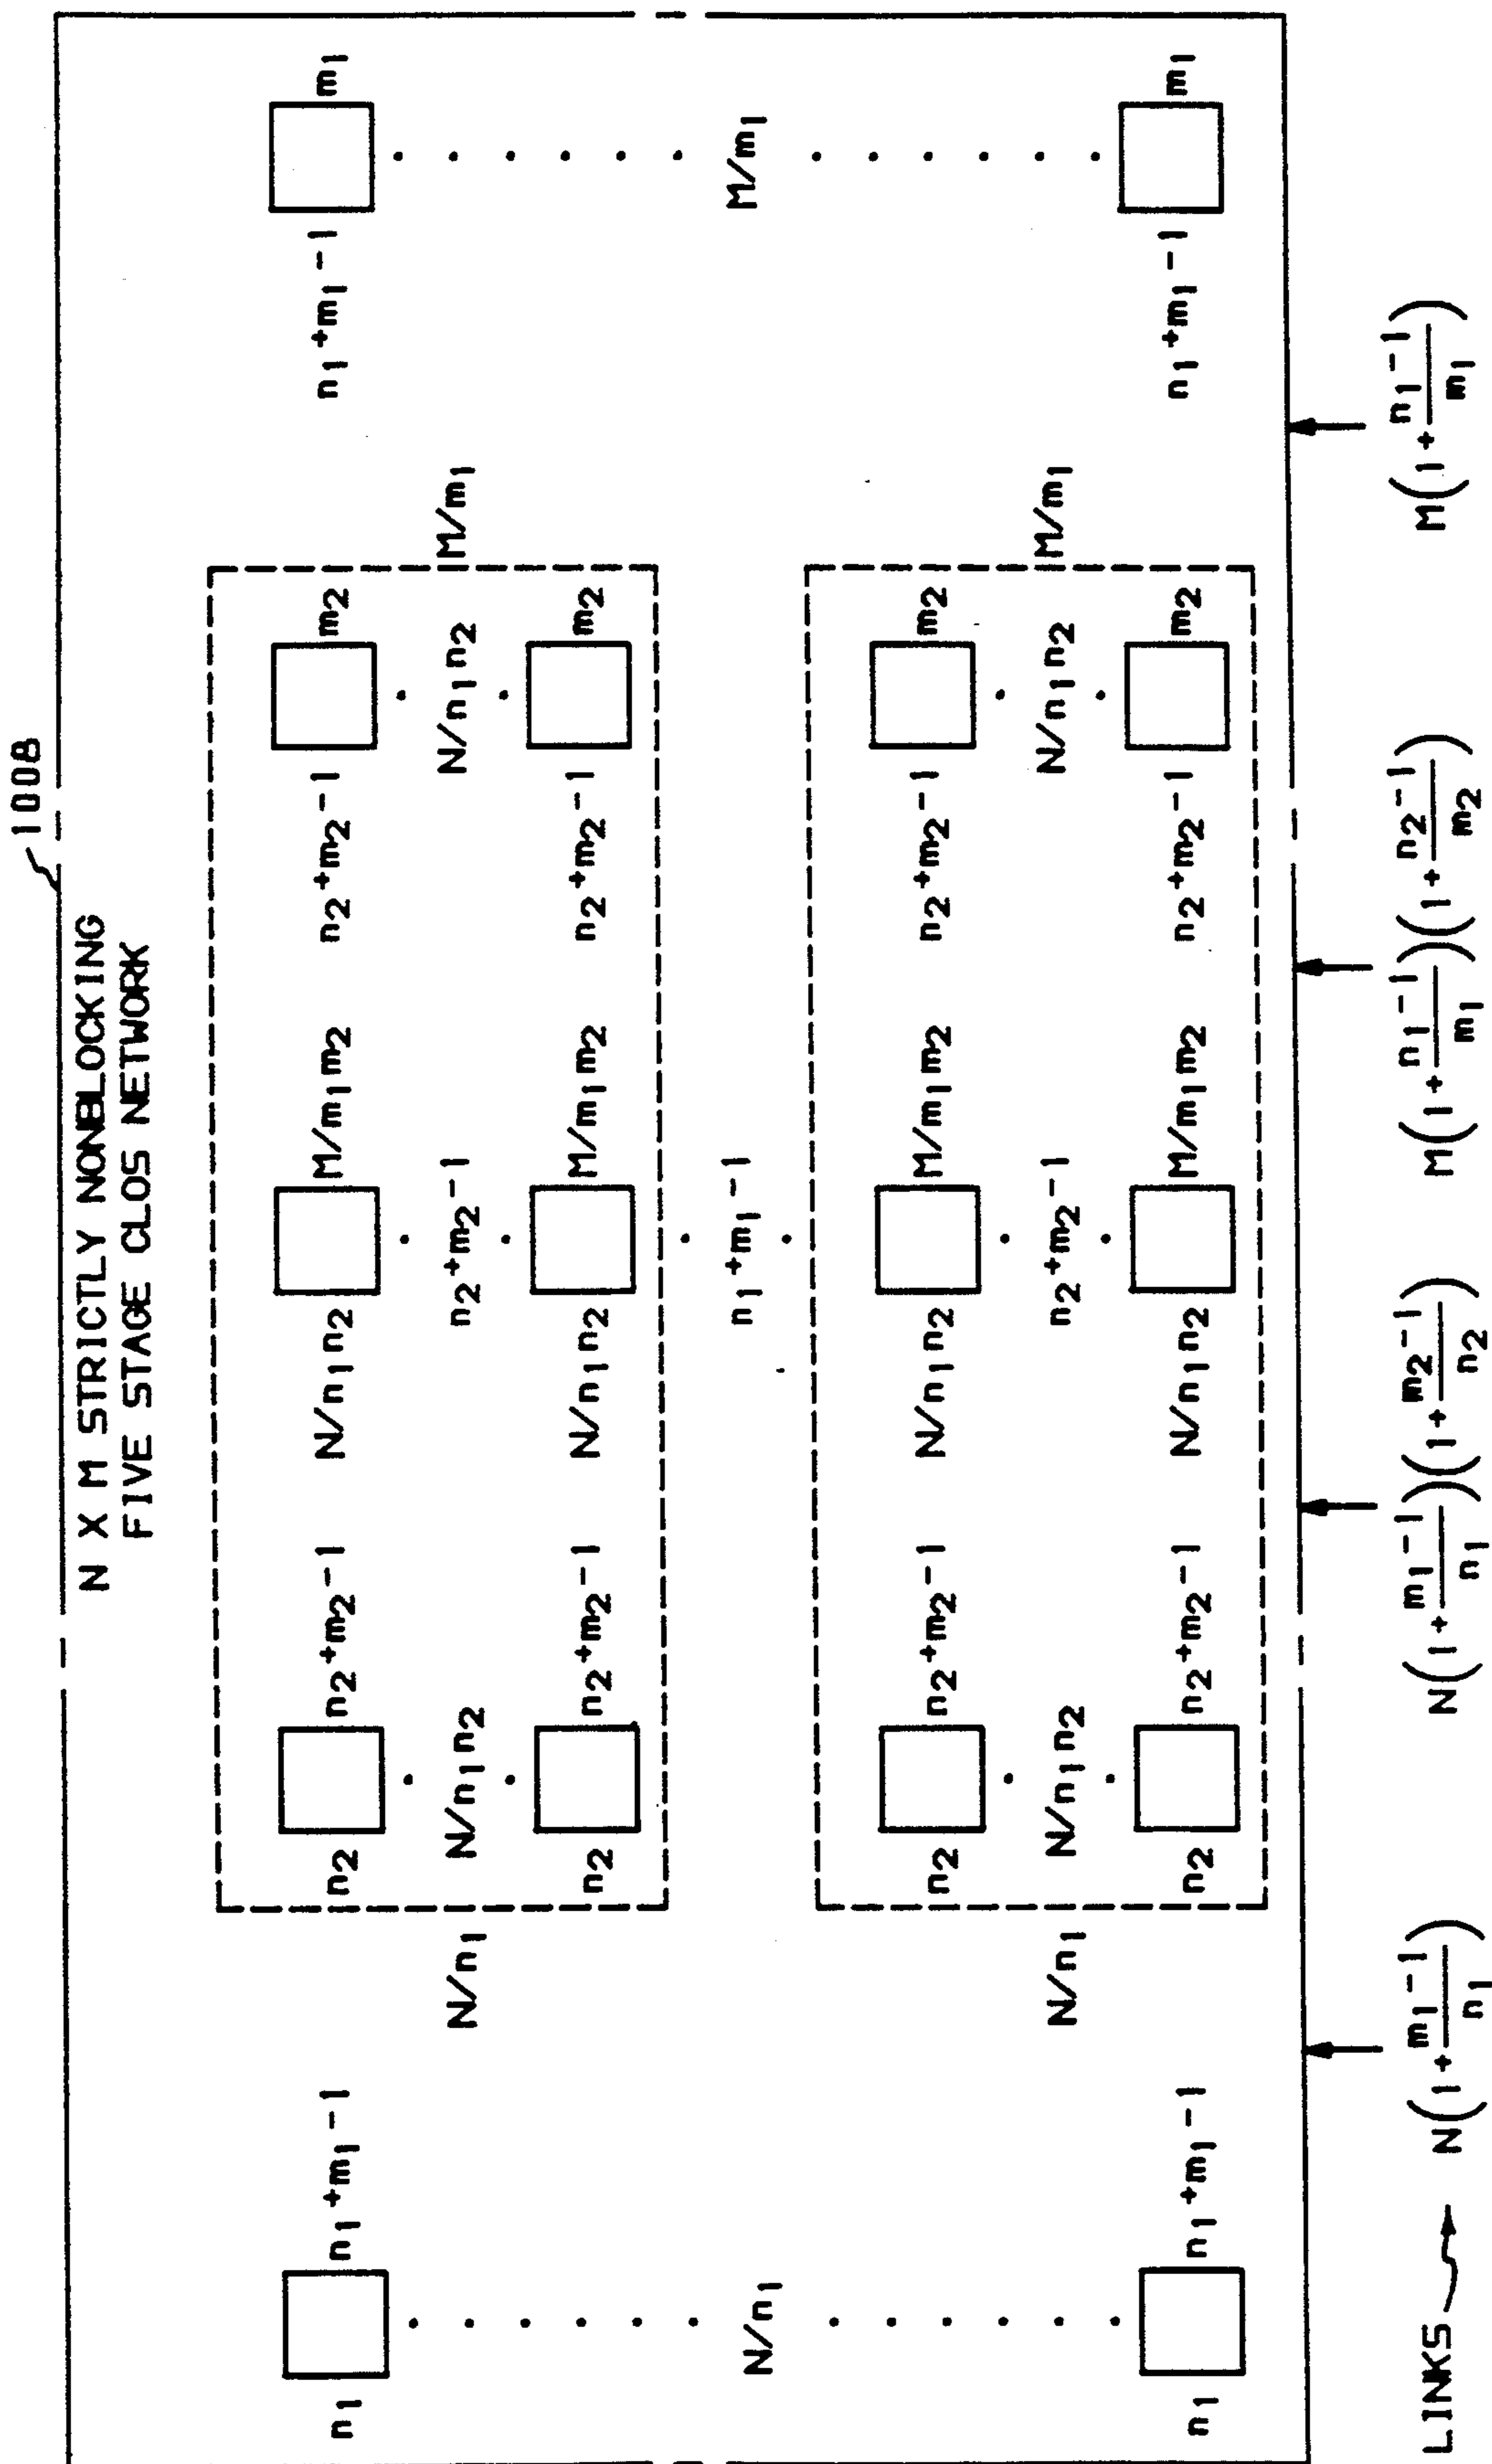 1008
N X M STRICTLY NONBLOCKING
FIVE STAGE CLOS NETWORK
n₁ n₁+m₁-1 n₂ n₂+m₂-1 N/n₁n₂ M/m₁m₂ n₂+m₂-1 m₂ n₁+m₁-1 m₁
N/n₁ N/n₁n₂ n₂+m₂-1 N/n₁n₂ M/m₁
n₂ n₂+m₂-1 N/n₁n₂ M/m₁m₂ n₂+m₂-1 m₂
N/n₁ n₁+m₁-1 M/m₁
n₂ n₂+m₂-1 N/n₁n₂ M/m₁m₂ n₂+m₂-1 m₂
N/n₁ N/n₁n₂ n₂+m₂-1 N/n₁n₂ M/m₁
n₁ n₁+m₁-1 n₂ n₂+m₂-1 N/n₁n₂ M/m₁m₂ n₂+m₂-1 m₂ n₁+m₁-1 m₁
LINKS N(1+(m₁-1)/n₁) N(1+(m₁-1)/n₁)(1+(m₂-1)/n₂) M(1+(n₁-1)/m₁)(1+(n₂-1)/m₂) M(1+(n₁-1)/m₁)